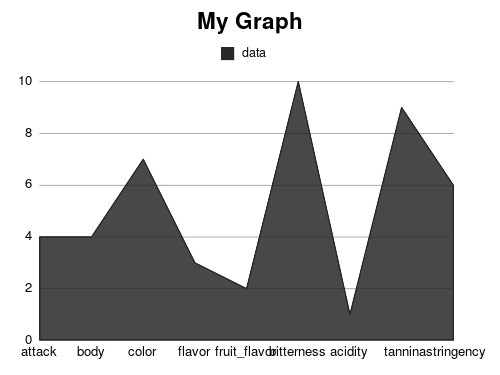 My Graph
data
10
8
6
4
2
0
attack body color flavor fruit_flavor bitterness acidity tannin astringency